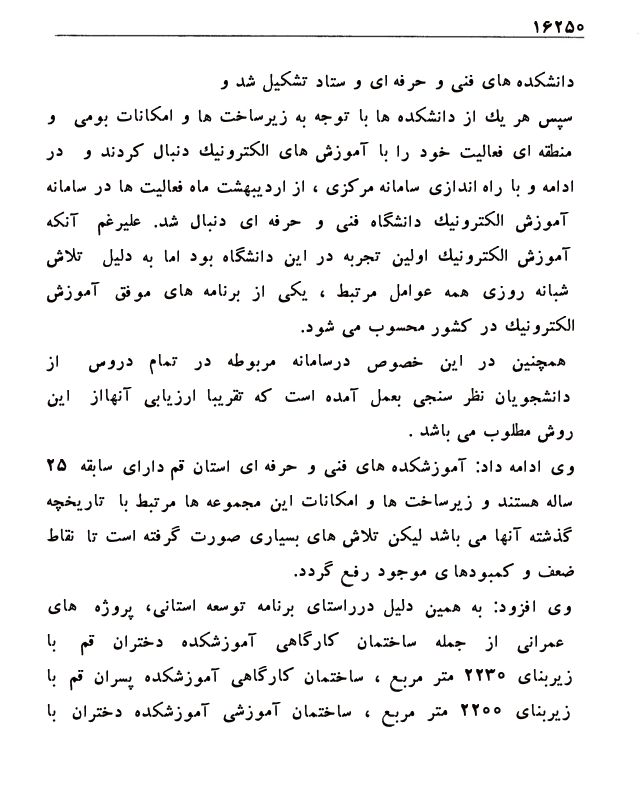 ۱۶۲۵۰
دانشکده های فنی و حرفه ای و ستاد تشکیل شد و
سپس هر یك از دانشکده ها با توجه به زیرساخت ها و امکانات بومی و
منطقه ای فعالیت خود را با آموزش های الکترونیك دنبال کردند و در
ادامه و با راه اندازی سامانه مرکزی ، از اردیبهشت ماه فعالیت ها در سامانه
آموزش الکترونیك دانشگاه فنی و حرفه ای دنبال شد. علیرغم آنکه
آموزش الکترونیك اولین تجربه در این دانشگاه بود اما به دلیل تلاش
شبانه روزی همه عوامل مرتبط ، یکی از برنامه های موفق آموزش
الکترونیك در کشور محسوب می شود.
همچنین در این خصوص درسامانه مربوطه در تمام دروس از
دانشجویان نظر سنجی بعمل آمده است که تقریبا ارزیابی آنهااز این
روش مطلوب می باشد .
وی ادامه داد: آموزشکده های فنی و حرفه ای استان قم دارای سابقه ۲۵
ساله هستند و زیرساخت ها و امکانات این مجموعه ها مرتبط با تاریخچه
گذشته آنها می باشد لیکن تلاش های بسیاری صورت گرفته است تا نقاط
ضعف و کمبودهای موجود رفع گردد.
وی افزود: به همین دلیل درراستای برنامه توسعه استانی، پروژه های
عمرانی از جمله ساختمان کارگاهی آموزشکده دختران قم با
زیربنای ۲۲۳۰ متر مربع ، ساختمان کارگاهی آموزشکده پسران قم با
زیربنای ۲۲۰۰ متر مربع ، ساختمان آموزشی آموزشکده دختران با